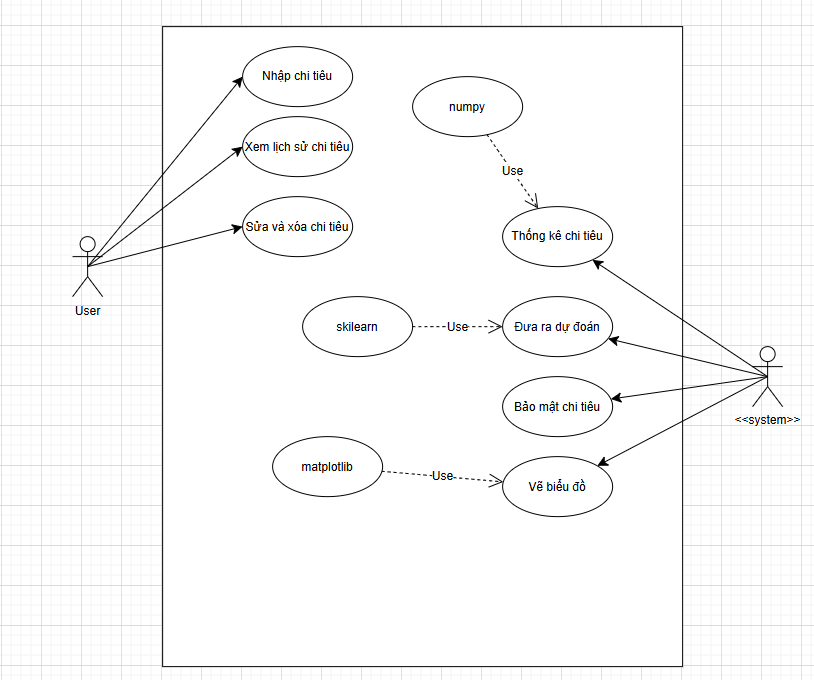 Nhập chi tiêu
numpy
Xem lịch sử chi tiêu
Use
Sửa và xóa chi tiêu
Thống kê chi tiêu
User
skilearn
Use
Đưa ra dự đoán
Bảo mật chi tiêu
<<system>>
matplotlib
Use
Vẽ biểu đồ